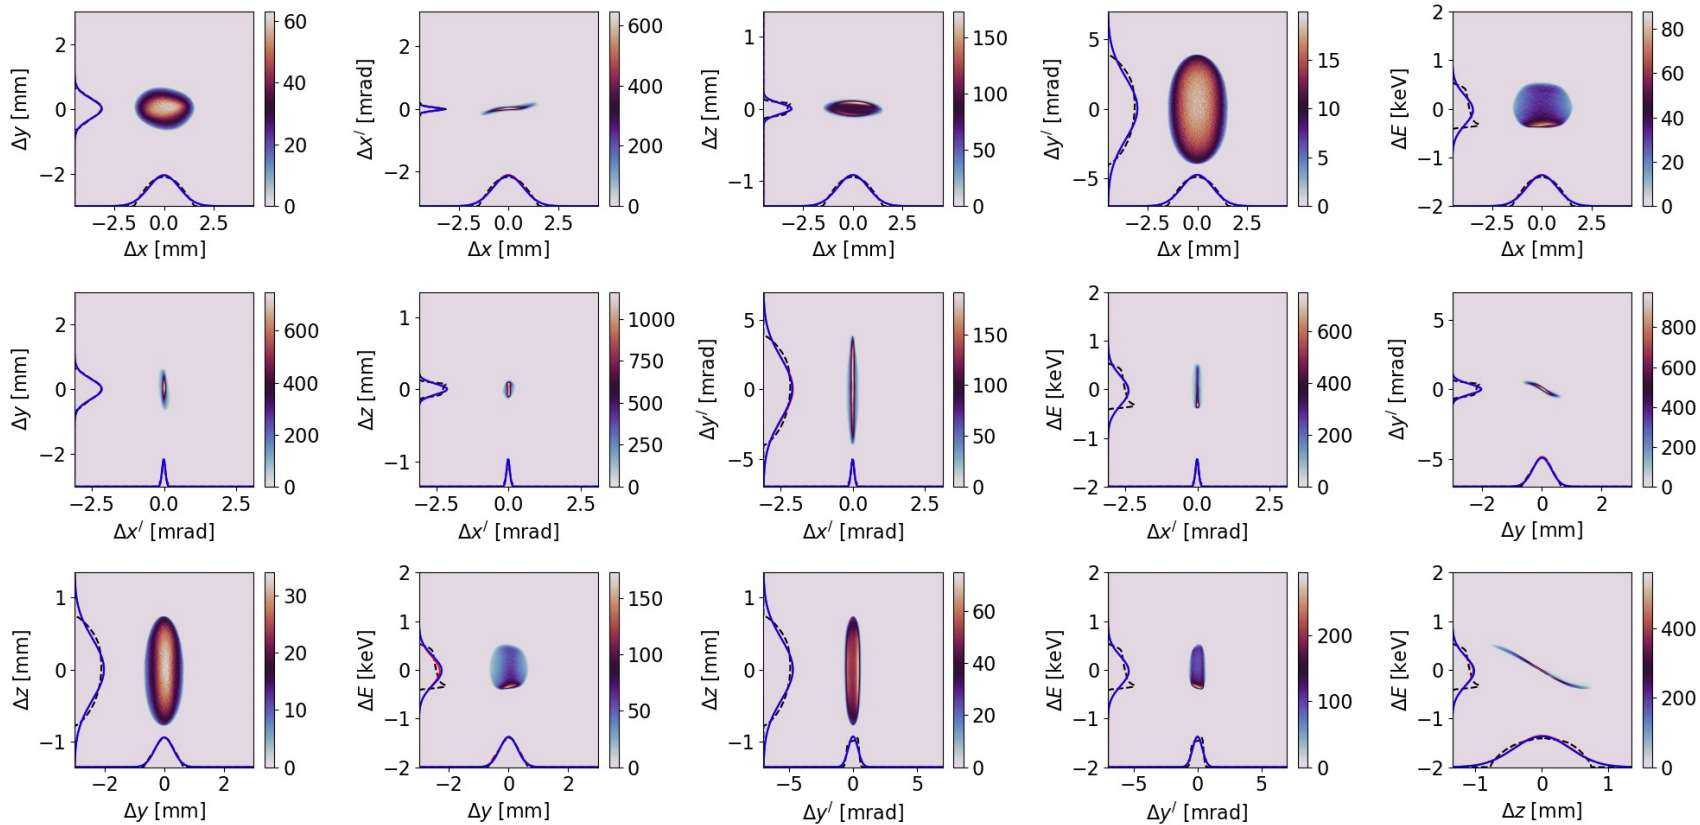 Δy [mm] 2 0 −2 −2.5 0.0 2.5 Δx [mm] 60 40 20 0
Δx′ [mrad] 2 0 −2 −2.5 0.0 2.5 Δx [mm] 600 400 200 0
Δz [mm] 1 0 −1 −2.5 0.0 2.5 Δx [mm] 150 100 50 0
Δy′ [mrad] 5 0 −5 −2.5 0.0 2.5 Δx [mm] 15 10 5 0
ΔE [keV] 2 1 0 −1 −2 −2.5 0.0 2.5 Δx [mm] 80 60 40 20 0
Δy [mm] 2 0 −2 −2.5 0.0 2.5 Δx′ [mrad] 600 400 200 0
Δz [mm] 1 0 −1 −2.5 0.0 2.5 Δx′ [mrad] 1000 750 500 250 0
Δy′ [mrad] 5 0 −5 −2.5 0.0 2.5 Δx′ [mrad] 150 100 50 0
ΔE [keV] 2 1 0 −1 −2 −2.5 0.0 2.5 Δx′ [mrad] 600 400 200 0
Δy′ [mrad] 5 0 −5 −2 0 2 Δy [mm] 800 600 400 200 0
Δz [mm] 1 0 −1 −2 0 2 Δy [mm] 30 20 10 0
ΔE [keV] 2 1 0 −1 −2 −2 0 2 Δy [mm] 150 100 50 0
Δz [mm] 1 0 −1 −5 0 5 Δy′ [mrad] 60 40 20 0
ΔE [keV] 2 1 0 −1 −2 −5 0 5 Δy′ [mrad] 200 100 0
ΔE [keV] 2 1 0 −1 −2 −1 0 1 Δz [mm] 400 200 0